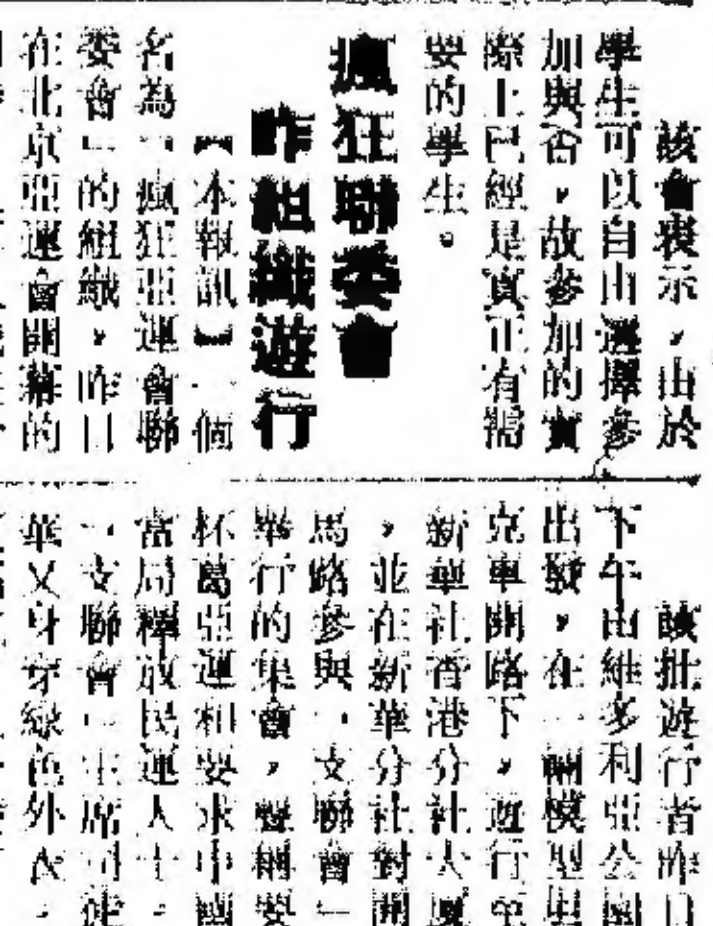 該會表示，由於
學生可以自由選擇參
加與否，故參加的實
際上已經是真正有需
要的學生。
瘋狂聯委會
昨組織遊行
【本報訊】一個
名為「瘋狂亞運會聯
委會」的組織，昨日
在北京亞運會開幕的
該批遊行者昨日
下午由維多利亞公園
出發，在一輛模型坦
克車開路下，遊行至
新華社香港分社大廈
，並在新華分社對開
馬路參與「支聯會」
舉行的集會，聲稱要
杯葛亞運和要求中國
當局釋放民運人士。
「支聯會」主席司徒
華又身穿綠色外衣，